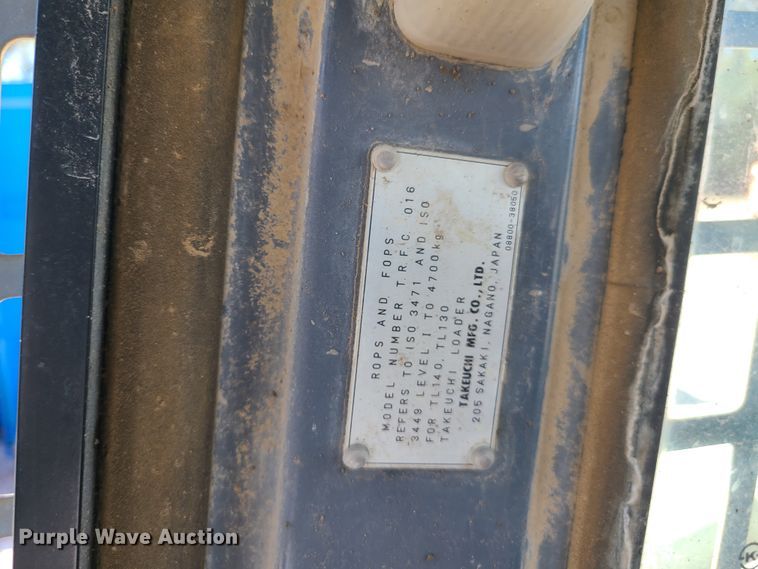 ROPS AND FOPS
MODEL NUMBER T.R.F.C. 016
REFERS TO ISO 3471 AND ISO
3449 LEVEL I TO 4700kg
FOR TL140, TL130
TAKEUCHI LOADER
TAKEUCHI MFG. CO., LTD.
205 SAKAKI, NAGANO, JAPAN
08800-38050
Purple Wave Auction